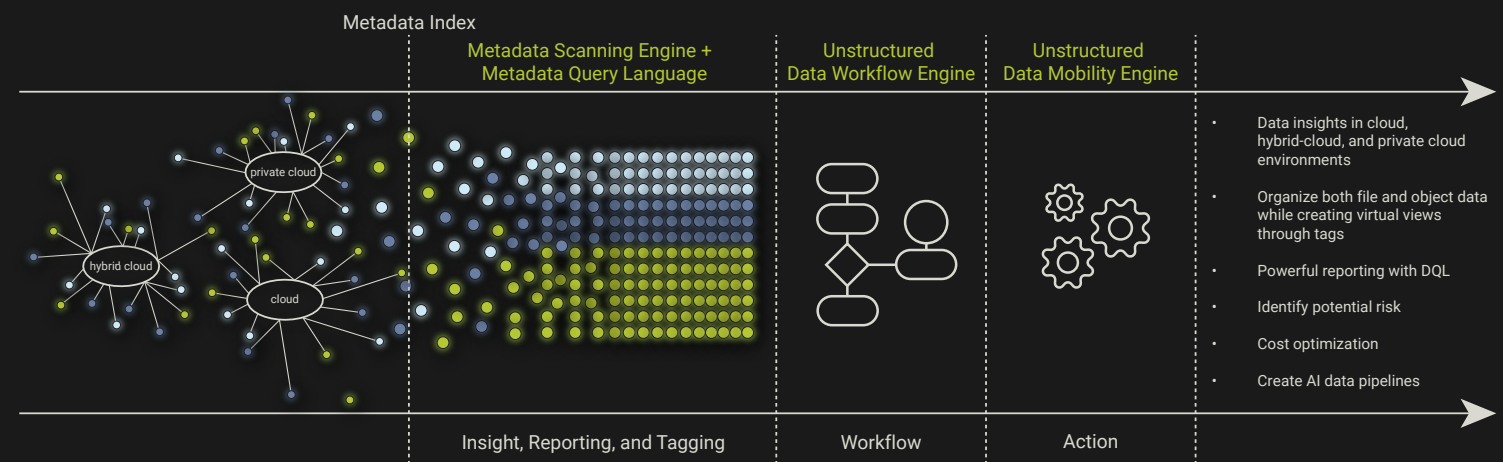 Metadata Index
Metadata Scanning Engine +
Metadata Query Language
Unstructured
Data Workflow Engine
Unstructured
Data Mobility Engine
private cloud
hybrid cloud
cloud
• Data insights in cloud,
hybrid-cloud, and private cloud
environments
• Organize both file and object data
while creating virtual views
through tags
• Powerful reporting with DQL
• Identify potential risk
• Cost optimization
• Create AI data pipelines
Insight, Reporting, and Tagging
Workflow
Action